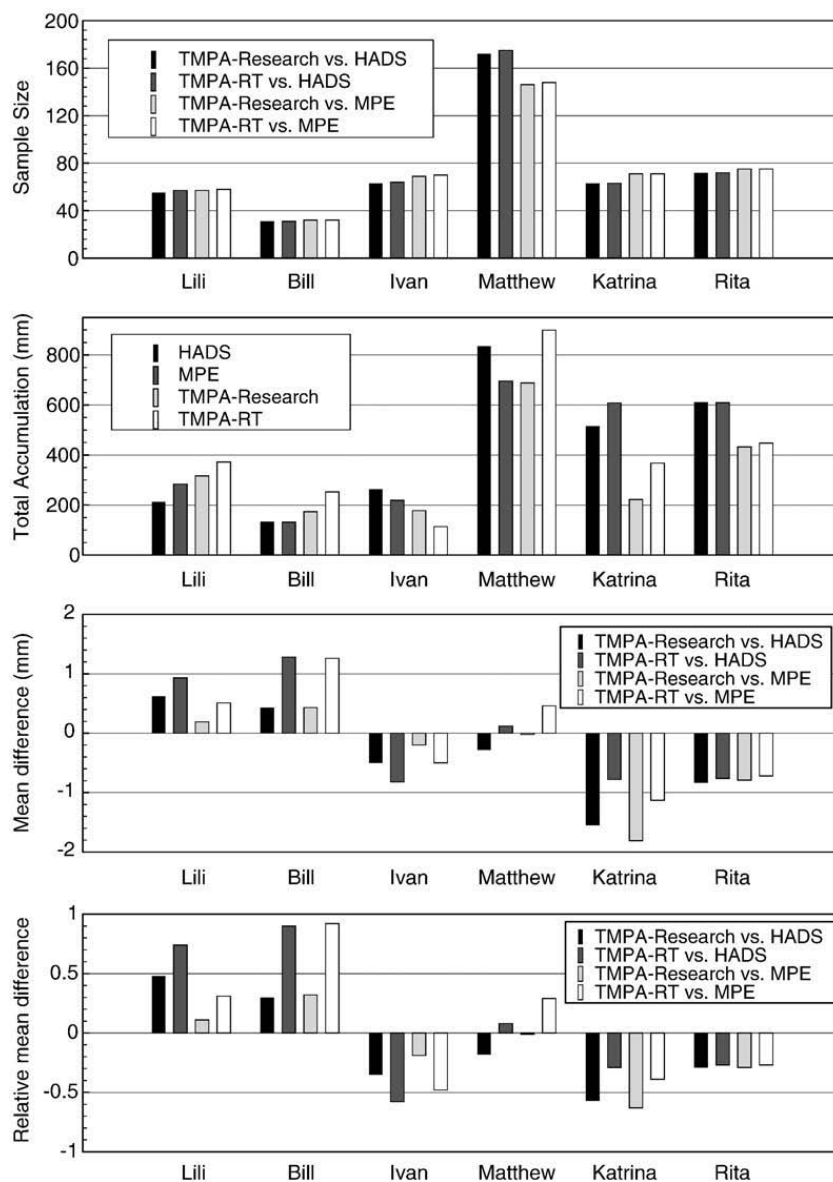 200
160
120
80
40
0
Sample Size
TMPA-Research vs. HADS
TMPA-RT vs. HADS
TMPA-Research vs. MPE
TMPA-RT vs. MPE
Lili Bill Ivan Matthew Katrina Rita
800
600
400
200
0
Total Accumulation (mm)
HADS
MPE
TMPA-Research
TMPA-RT
Lili Bill Ivan Matthew Katrina Rita
2
1
0
-1
-2
Mean difference (mm)
TMPA-Research vs. HADS
TMPA-RT vs. HADS
TMPA-Research vs. MPE
TMPA-RT vs. MPE
Lili Bill Ivan Matthew Katrina Rita
1
0.5
0
-0.5
-1
Relative mean difference
TMPA-Research vs. HADS
TMPA-RT vs. HADS
TMPA-Research vs. MPE
TMPA-RT vs. MPE
Lili Bill Ivan Matthew Katrina Rita